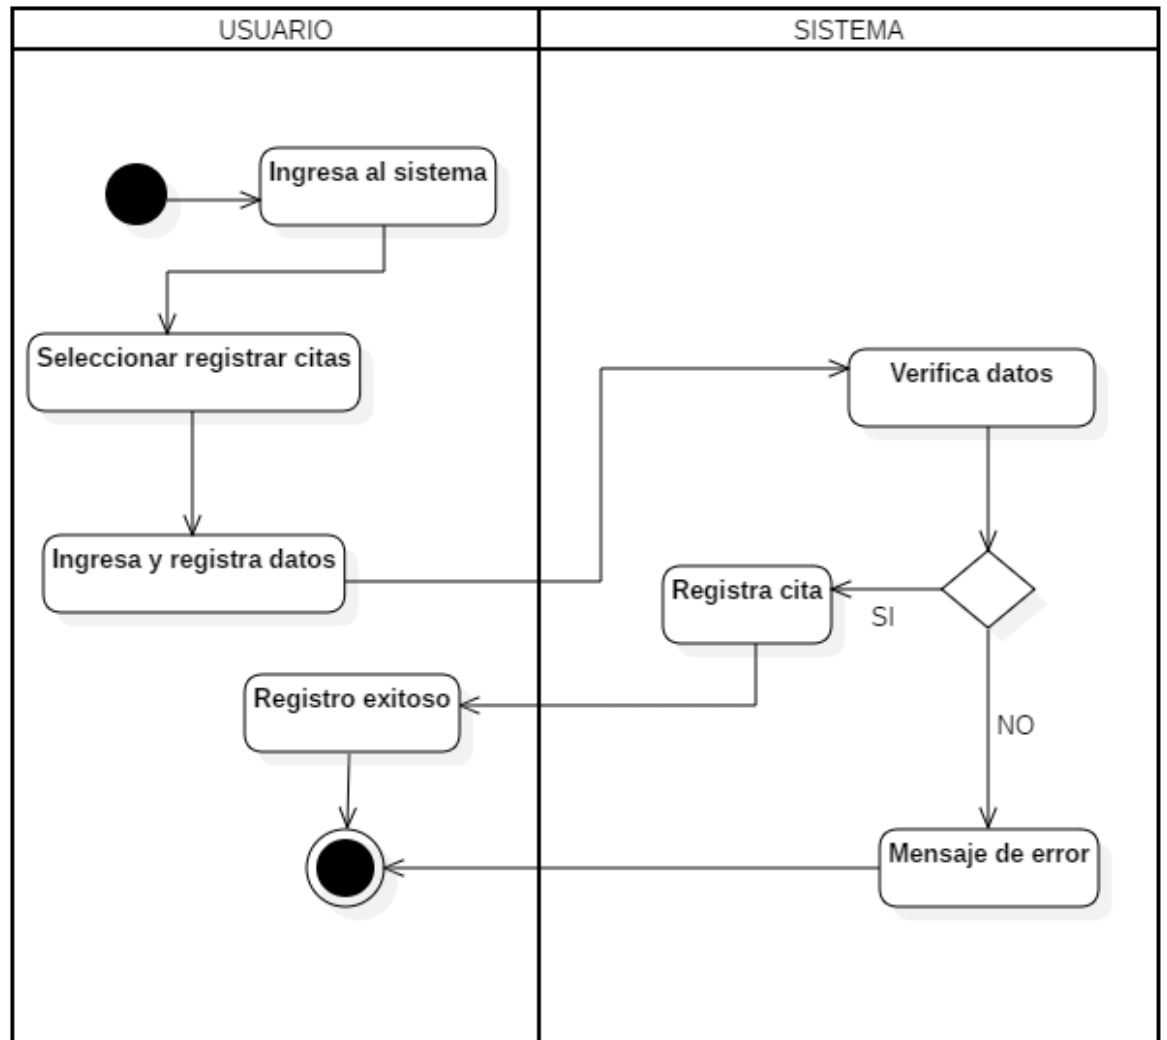 USUARIO
SISTEMA
Ingresa al sistema
Seleccionar registrar citas
Verifica datos
Ingresa y registra datos
Registra cita
SI
Registro exitoso
NO
Mensaje de error